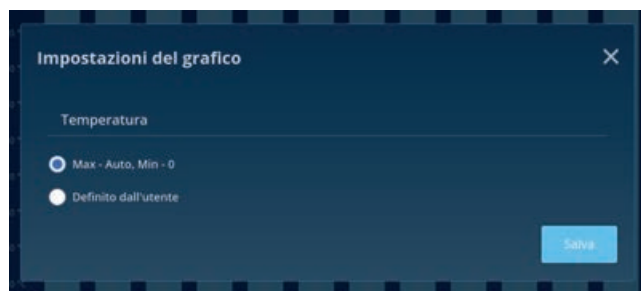 Impostazioni del grafico
Temperatura
Max - Auto, Min - 0
Definito dall'utente
Salva